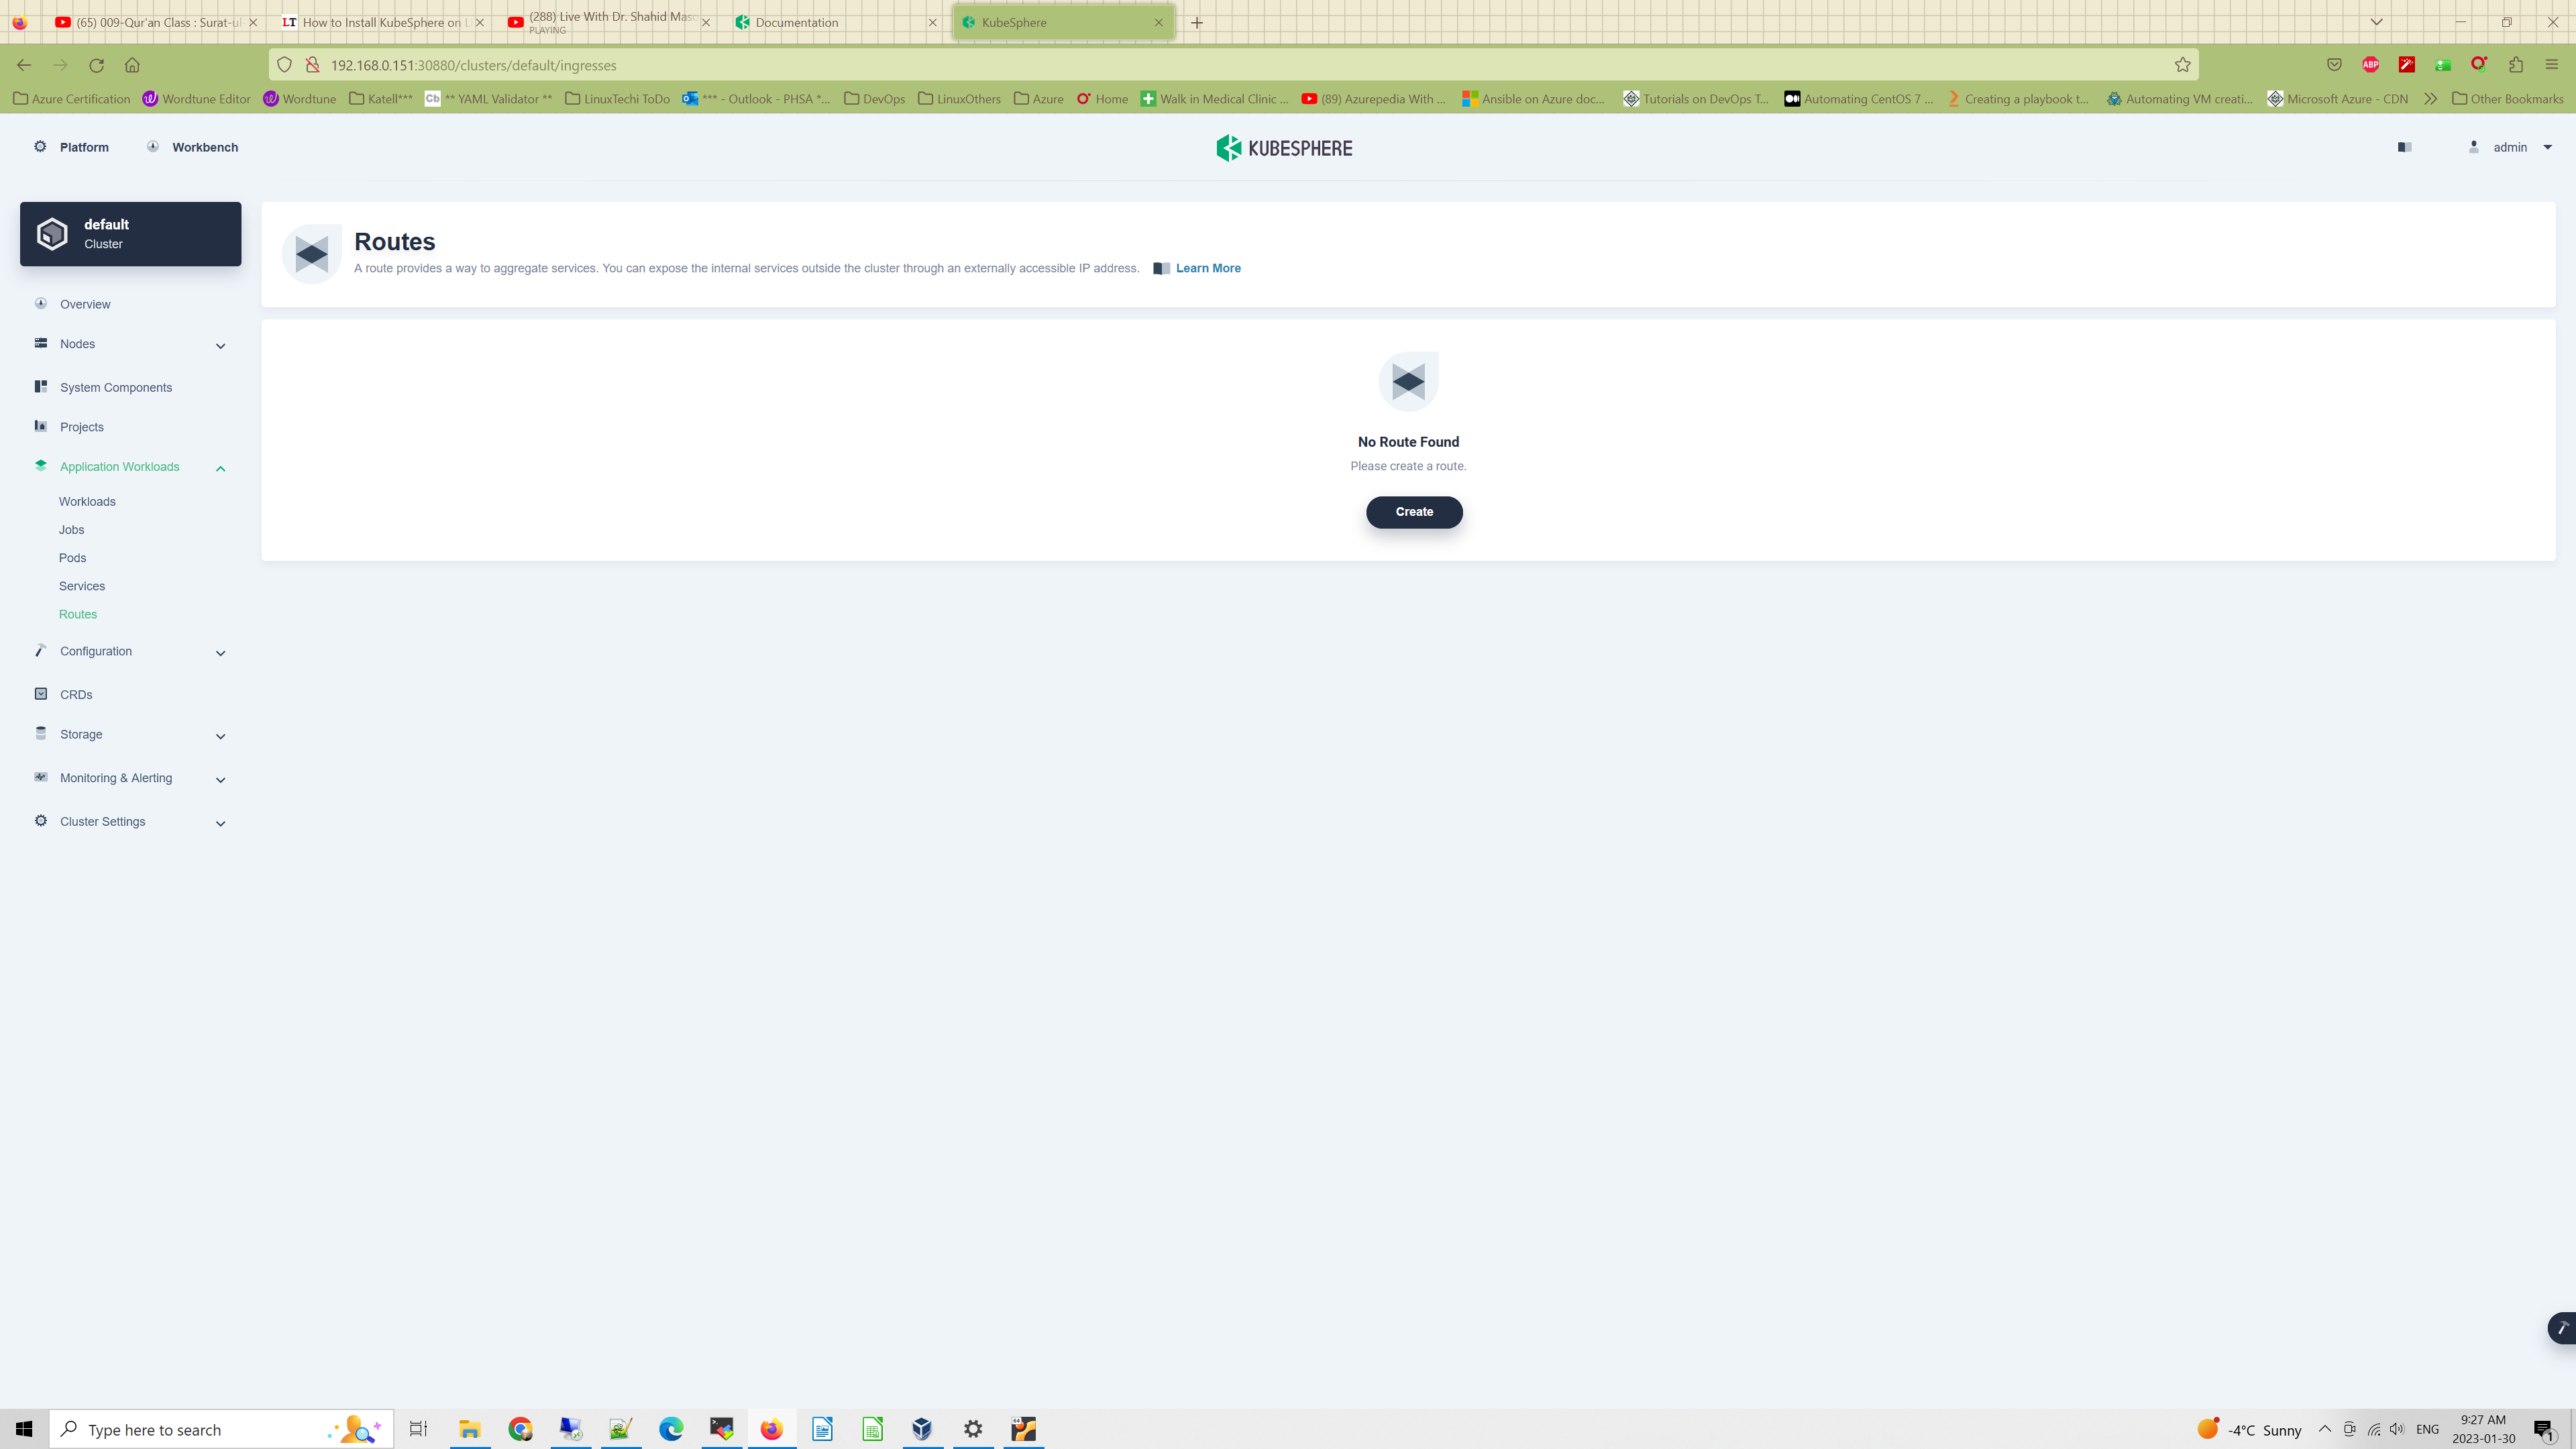 (65) 009-Qur'an Class : Surat-ul-
LT How to Install KubeSphere on L
(288) Live With Dr. Shahid Maso
PLAYING
Documentation
KubeSphere
192.168.0.151:30880/clusters/default/ingresses
ABP
Azure Certification
Wordtune Editor
Wordtune
Katell***
Cb ** YAML Validator **
LinuxTechi ToDo
*** - Outlook - PHSA *...
DevOps
LinuxOthers
Azure
Home
Walk in Medical Clinic ...
(89) Azurepedia With ...
Ansible on Azure doc...
Tutorials on DevOps T...
Automating CentOS 7 ...
Creating a playbook t...
Automating VM creati...
Microsoft Azure - CDN
Other Bookmarks
Platform
Workbench
KUBESPHERE
admin
default
Cluster
Overview
Nodes
System Components
Projects
Application Workloads
Workloads
Jobs
Pods
Services
Routes
Configuration
CRDs
Storage
Monitoring & Alerting
Cluster Settings
Routes
A route provides a way to aggregate services. You can expose the internal services outside the cluster through an externally accessible IP address. Learn More
No Route Found
Please create a route.
Create
Type here to search
-4°C Sunny
ENG
9:27 AM
2023-01-30
1